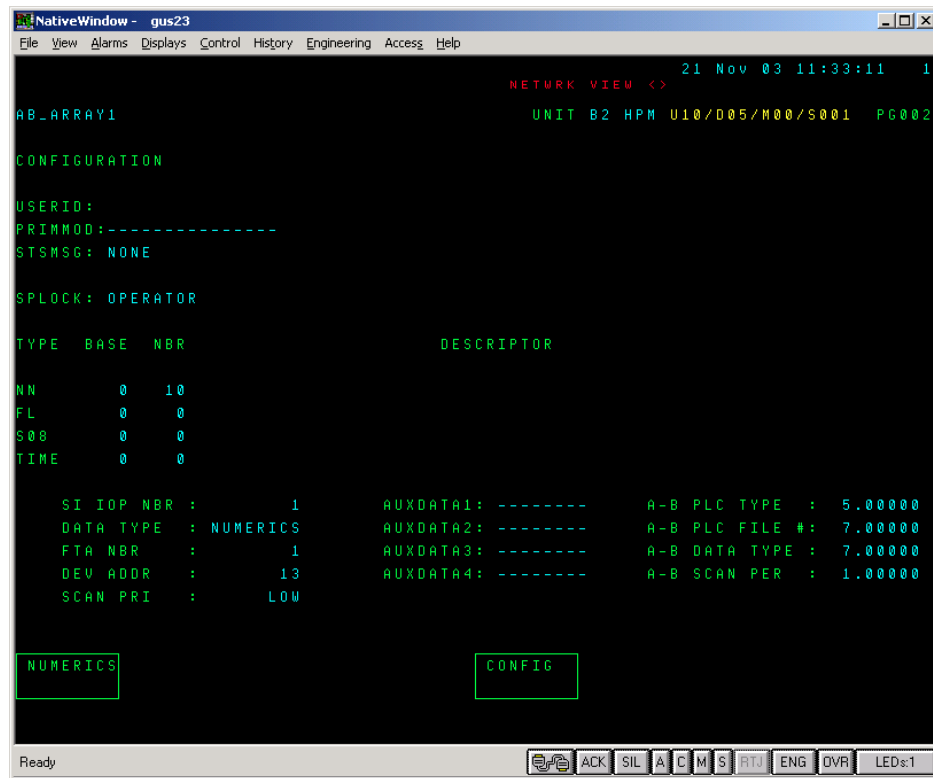 NativeWindow - gus23
File View Alarms Displays Control History Engineering Access Help
21 Nov 03 11:33:11 1
NETWRK VIEW <>
AB_ARRAY1 UNIT B2 HPM U10/D05/M00/S001 PG002
CONFIGURATION
USERID:
PRIMMOD:----------------
STSMSG: NONE
SPLOCK: OPERATOR
TYPE BASE NBR DESCRIPTOR
NN 0 10
FL 0 0
S08 0 0
TIME 0 0
SI IOP NBR : 1 AUXDATA1: -------- A-B PLC TYPE : 5.00000
DATA TYPE : NUMERICS AUXDATA2: -------- A-B PLC FILE #: 7.00000
FTA NBR : 1 AUXDATA3: -------- A-B DATA TYPE : 7.00000
DEV ADDR : 13 AUXDATA4: -------- A-B SCAN PER : 1.00000
SCAN PRI : LOW
NUMERICS CONFIG
Ready ACK SIL A C M S RTJ ENG OVR LEDs:1